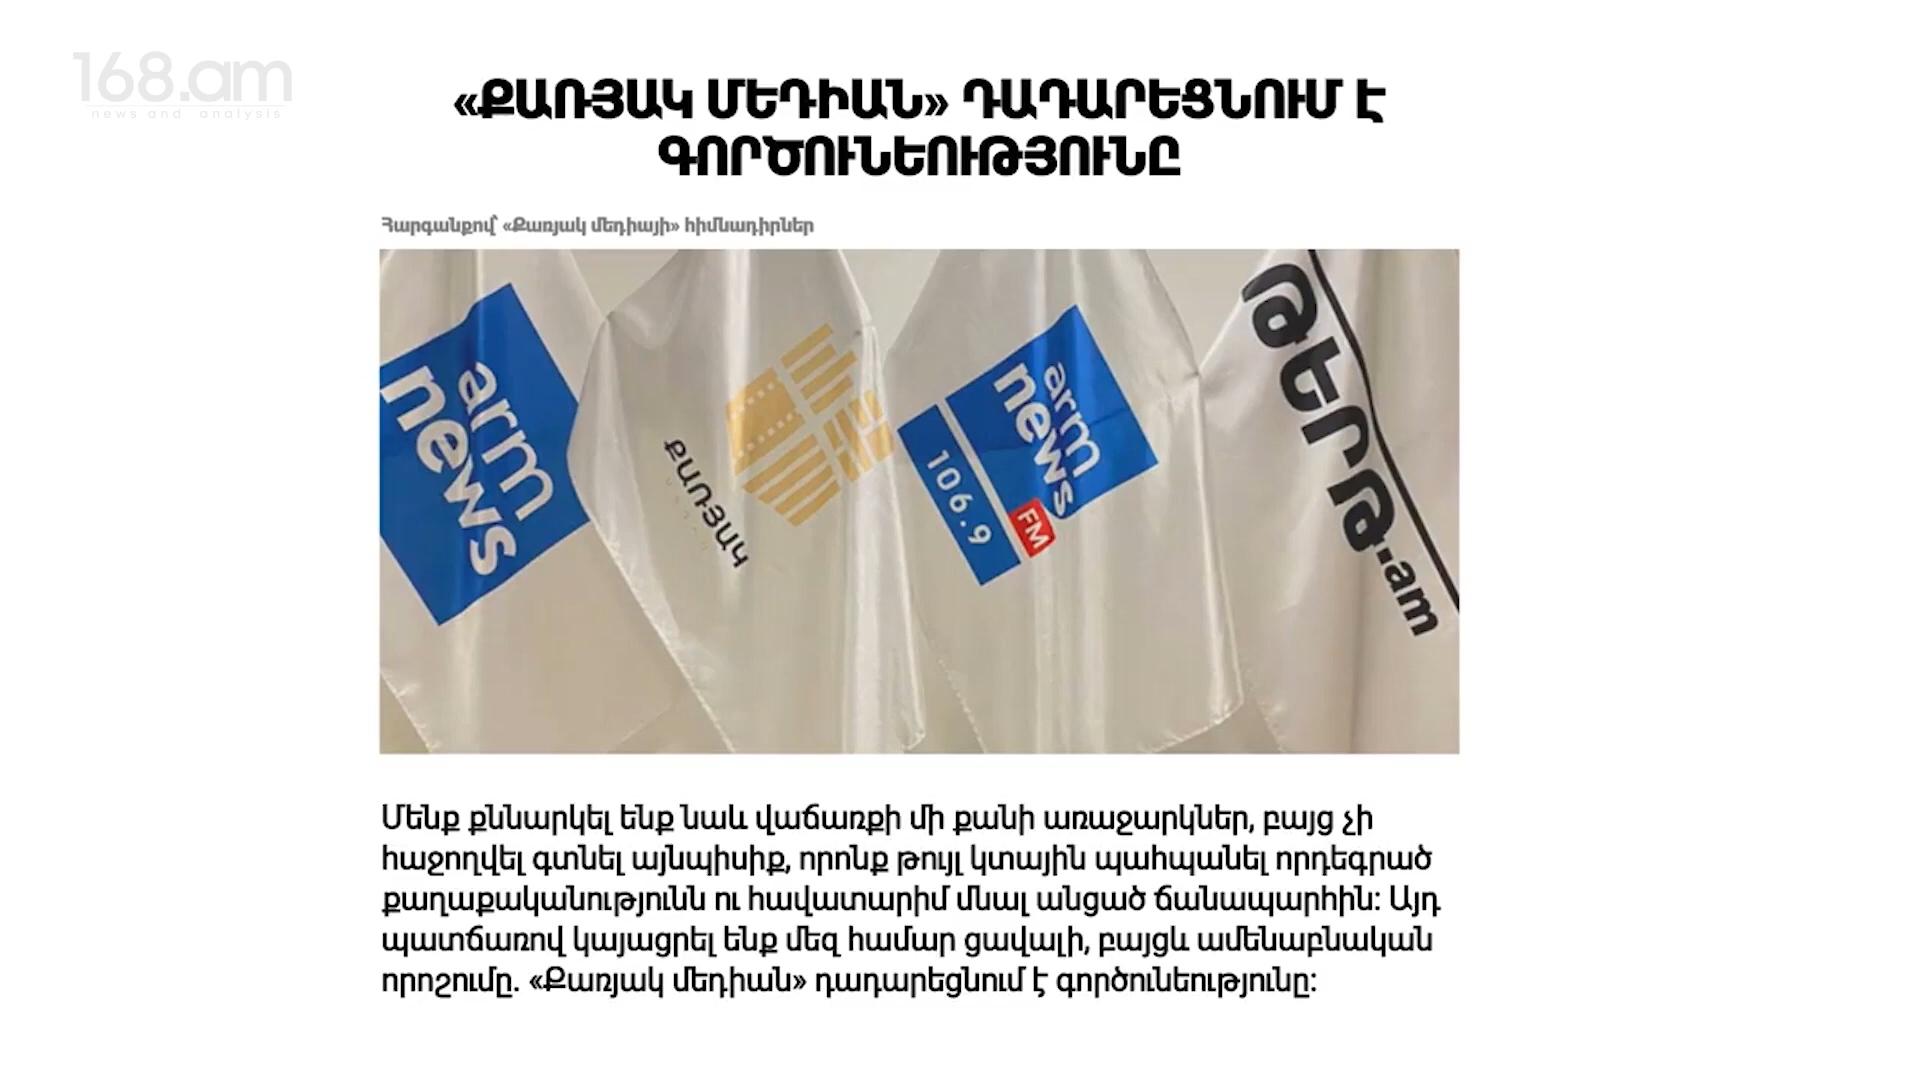 168.am
news and analysis
«ՔԱՌՅԱԿ ՄԵԴԻԱՆ» ԴԱԴԱՐԵՑՆՈՒՄ Է
ԳՈՐԾՈՒՆԵՈՒԹՅՈՒՆԸ
Հարգանքով՝ «Քառյակ մեդիայի» հիմնադիրներ
arm
news
ՔԱՌՅԱԿ
arm
news
FM
106.9
թերթ.am
Մենք քննարկել ենք նաև վաճառքի մի քանի առաջարկներ, բայց չի
հաջողվել գտնել այնպիսիք, որոնք թույլ կտային պահպանել որդեգրած
քաղաքականությունն ու հավատարիմ մնալ անցած ճանապարհին: Այդ
պատճառով կայացրել ենք մեզ համար ցավալի, բայցև ամենաբնական
որոշումը. «Քառյակ մեդիան» դադարեցնում է գործունեությունը: